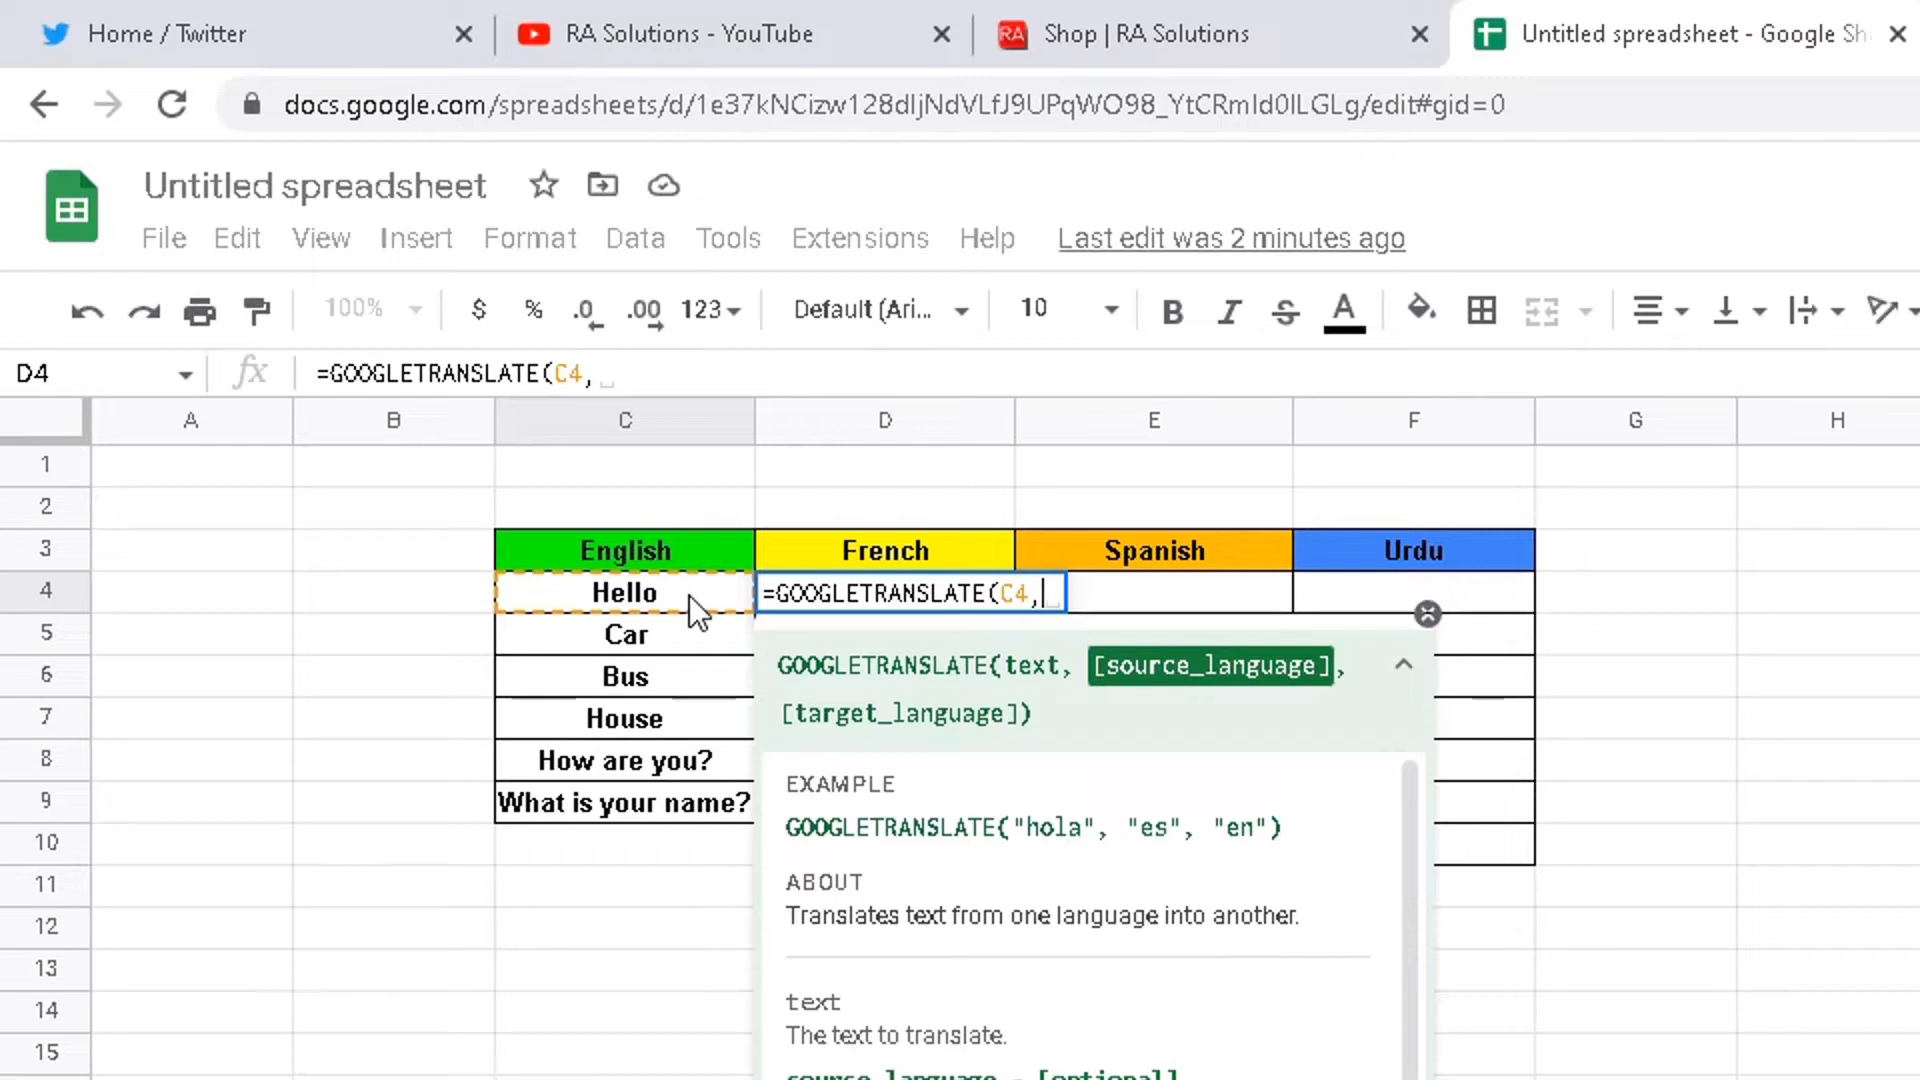 Home / Twitter
RA Solutions - YouTube
RA
Shop | RA Solutions
Untitled spreadsheet - Google Sh
docs.google.com/spreadsheets/d/1e37kNCizw128dIjNdVLfJ9UPqWO98_YtCRmId0ILGLg/edit#gid=0
Untitled spreadsheet
File Edit View Insert Format Data Tools Extensions Help Last edit was 2 minutes ago
100% $ % .0 .00 123 Default (Ari... 10 B I S A
D4 fx =GOOGLETRANSLATE(C4,
A B C D E F G H
1
2
3 English French Spanish Urdu
4 Hello =GOOGLETRANSLATE(C4,
5 Car
6 Bus
7 House
8 How are you?
9 What is your name?
10
11
12
13
14
15
GOOGLETRANSLATE(text, [source_language],
[target_language])
EXAMPLE
GOOGLETRANSLATE("hola", "es", "en")
ABOUT
Translates text from one language into another.
text
The text to translate.
source_language - [optional]